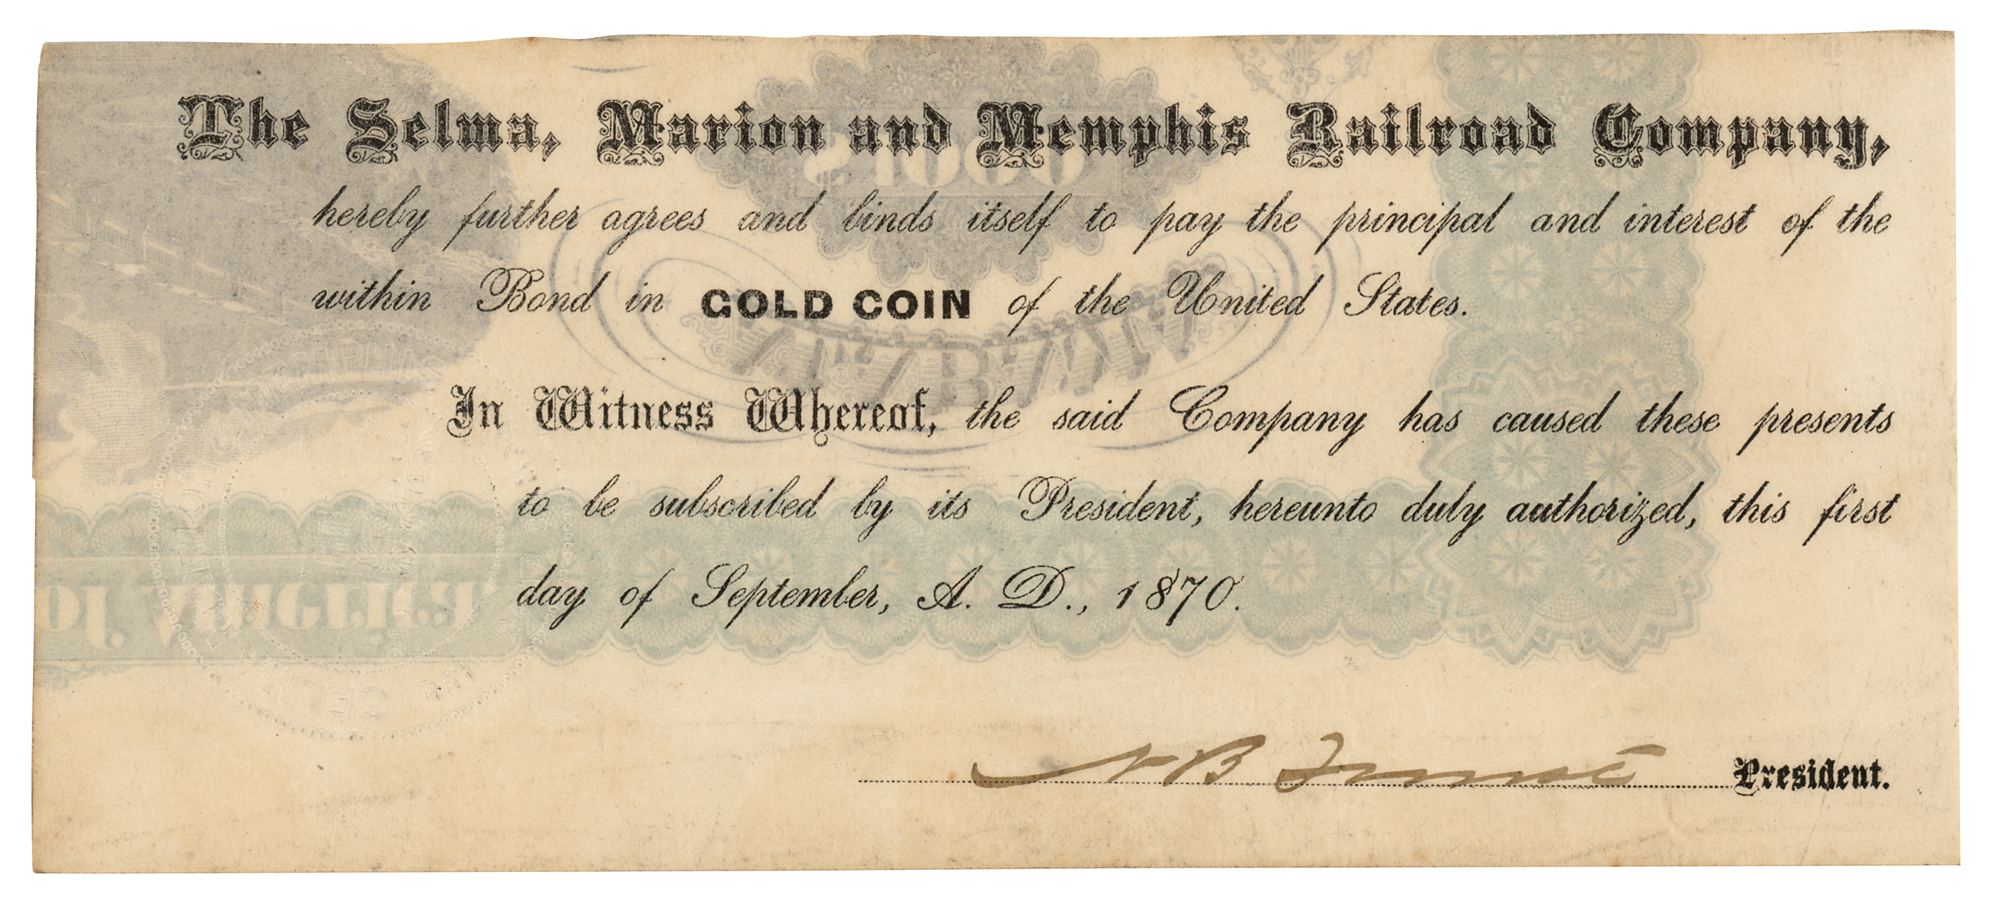 The Selma, Marion and Memphis Railroad Company,
hereby further agrees and binds itself to pay the principal and interest of the
within Bond in GOLD COIN of the United States.
In Witness Whereof, the said Company has caused these presents
to be subscribed by its President, hereunto duly authorized, this first
day of September, A. D., 1870.
N B Forrest President.